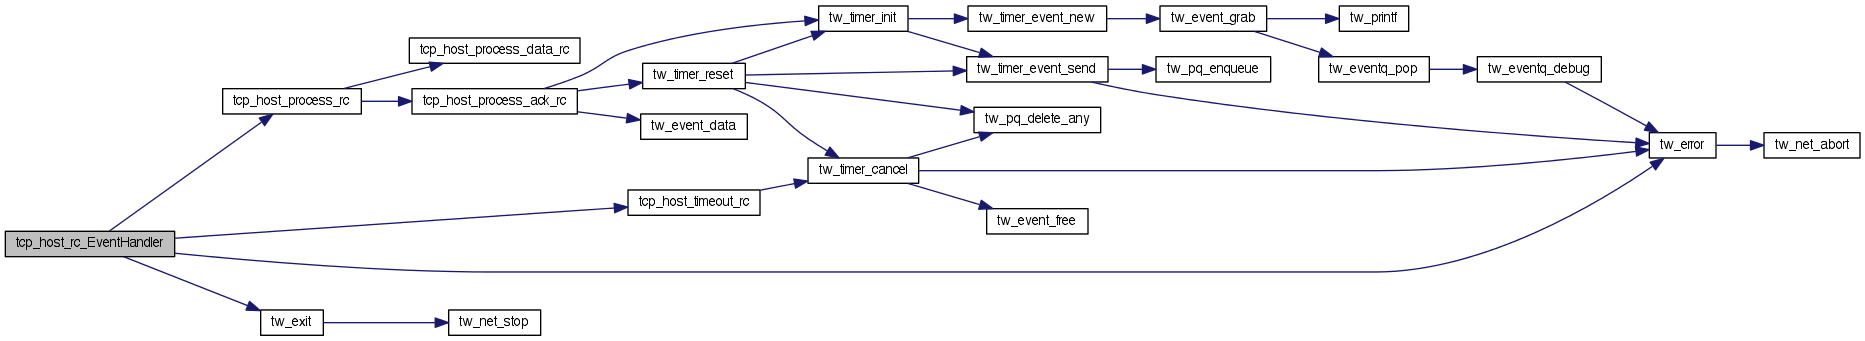 tw_timer_init
tw_timer_event_new
tw_event_grab
tw_printf
tcp_host_process_data_rc
tw_timer_reset
tw_timer_event_send
tw_pq_enqueue
tw_eventq_pop
tw_eventq_debug
tcp_host_process_rc
tcp_host_process_ack_rc
tw_event_data
tw_pq_delete_any
tw_error
tw_net_abort
tw_timer_cancel
tcp_host_timeout_rc
tw_event_free
tcp_host_rc_EventHandler
tw_exit
tw_net_stop